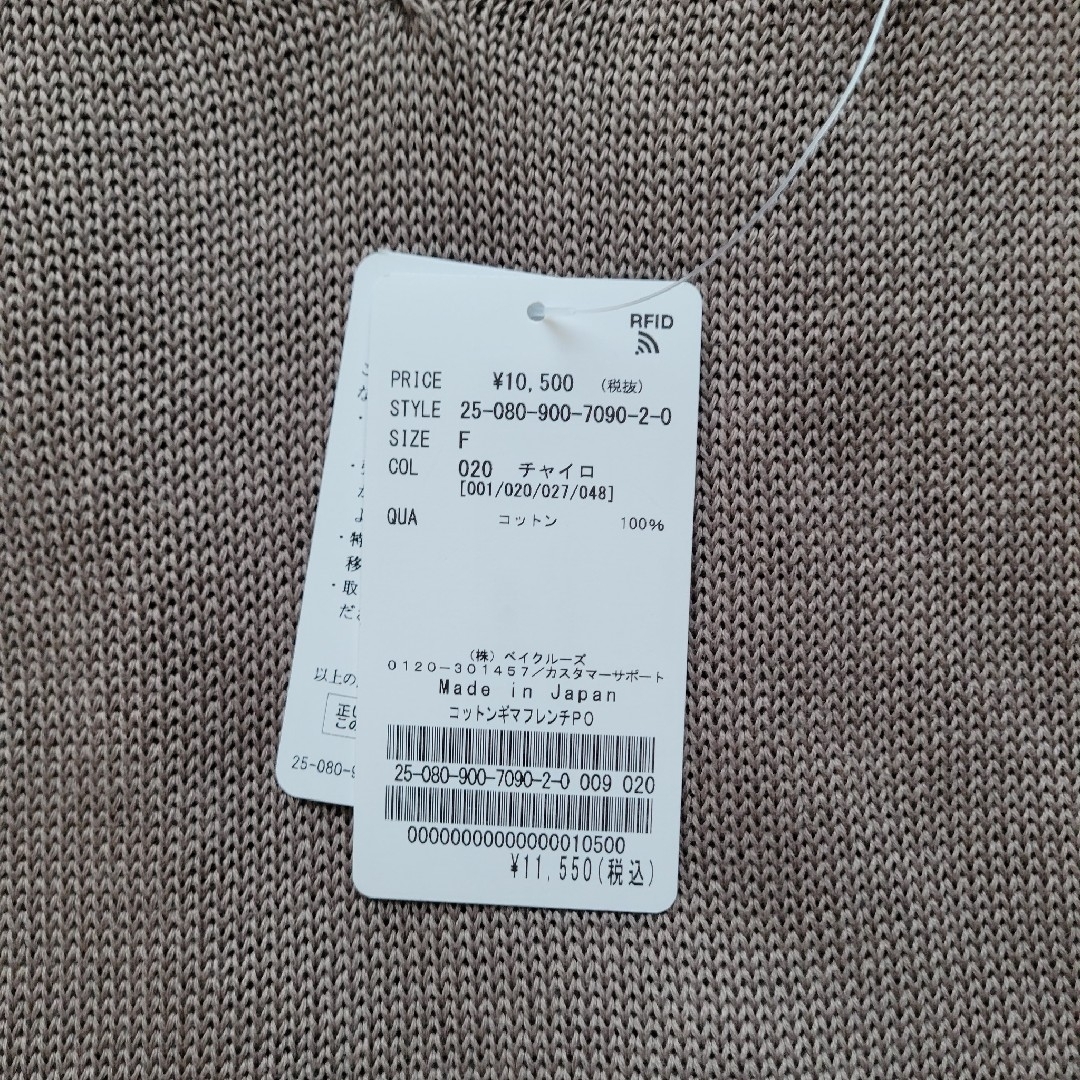 RFID
PRICE ¥10,500 (税抜)
STYLE 25-080-900-7090-2-0
SIZE F
COL 020 チャイロ
[001/020/027/048]
QUA コットン 100%
(株)ベイクルーズ
0120-301457/カスタマーサポート
Made in Japan
コットンギマフレンチPO
25-080-900-7090-2-0 009 020
00000000000000010500
¥11,550(税込)
・特
移
・取
以上の
25-080-9